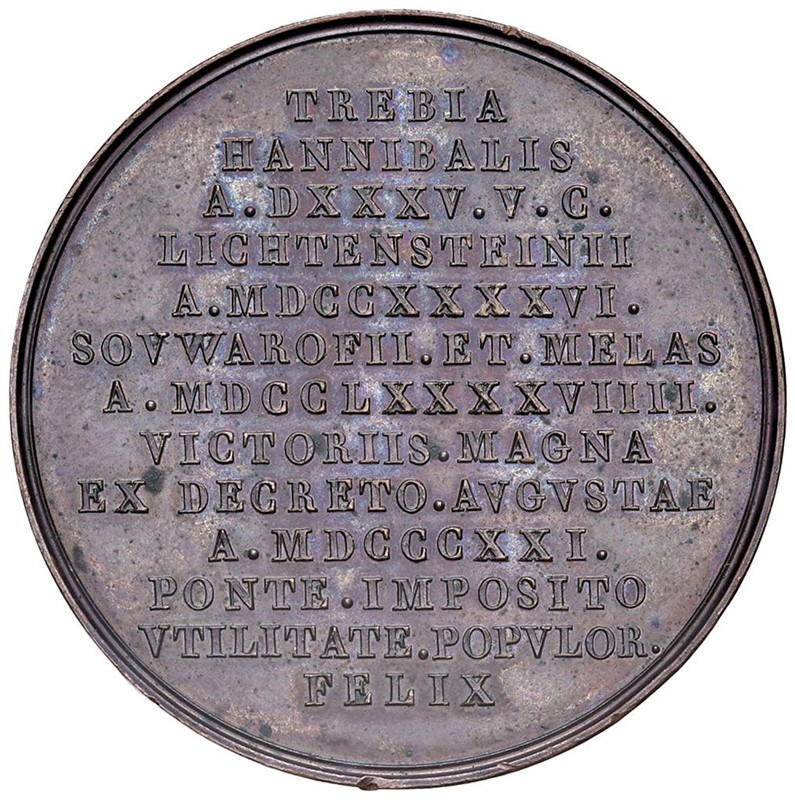 TREBIA
HANNIBALIS
A.DXXXV.V.C.
LICHTENSTEINII
A.MDCCXXXXVI.
SOVWAROFII.ET.MELAS
A.MDCCLXXXXVIIII.
VICTORIIS.MAGNA
EX DECRETO.AVGVSTAE
A.MDCCCXXI.
PONTE.IMPOSITO
VTILITATE.POPVLOR.
FELIX